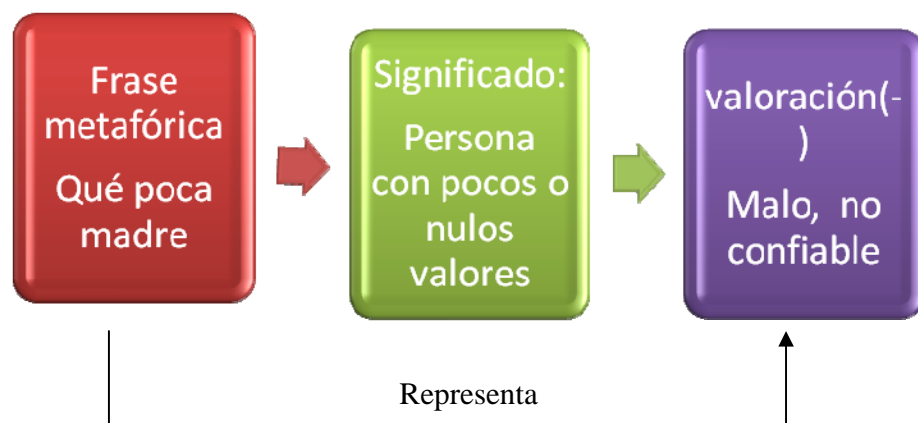 Frase
metafórica
Qué poca
madre
Significado:
Persona
con pocos o
nulos
valores
valoración(-
)
Malo, no
confiable
Representa